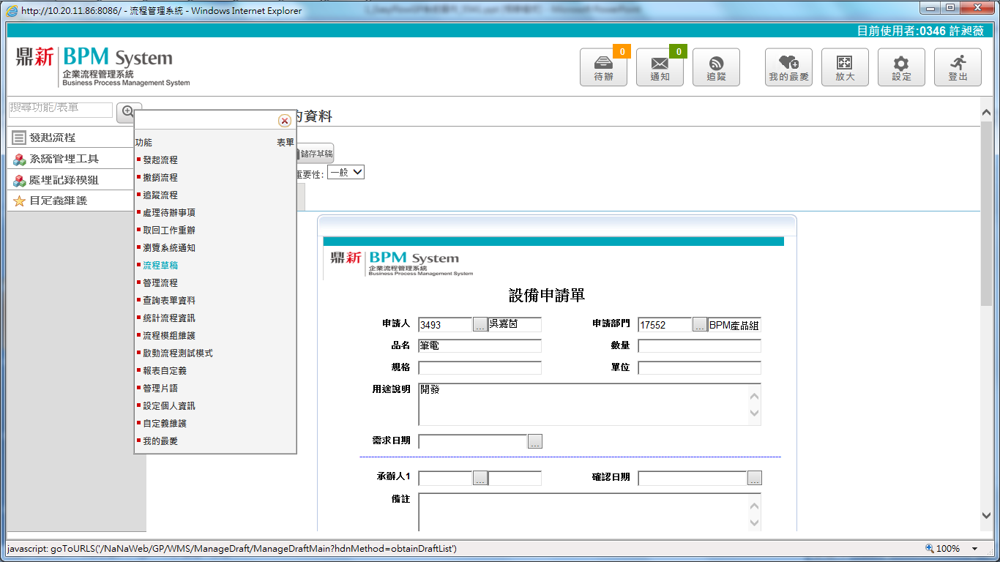 http://10.20.11.86:8086/ - 流程管理系統 - Windows Internet Explorer
目前使用者:0346 許昶薇
鼎新 BPM System
企業流程管理系統
Business Process Management System
0
待辦
0
通知
追蹤
我的最愛
放大
設定
登出
搜尋功能/表單
發起流程
系統管理工具
處理記錄模組
自定義維護
功能 表單
發起流程
撤銷流程
追蹤流程
處理待辦事項
取回工作重辦
瀏覽系統通知
流程草稿
管理流程
查詢表單資料
統計流程資訊
流程模組維護
啟動流程測試模式
報表自定義
管理片語
設定個人資訊
自定義維護
我的最愛
的資料
儲存草稿
重要性: 一般
鼎新 BPM System
企業流程管理系統
Business Process Management System
設備申請單
申請人 3493 ... 吳嘉茵 申請部門 17552 ... BPM產品組
品名 筆電 數量
規格 單位
用途說明 開發
需求日期 ...
承辦人1 ... 確認日期 ...
備註
javascript: goToURLS('/NaNaWeb/GP/WMS/ManageDraft/ManageDraftMain?hdnMethod=obtainDraftList') 100%